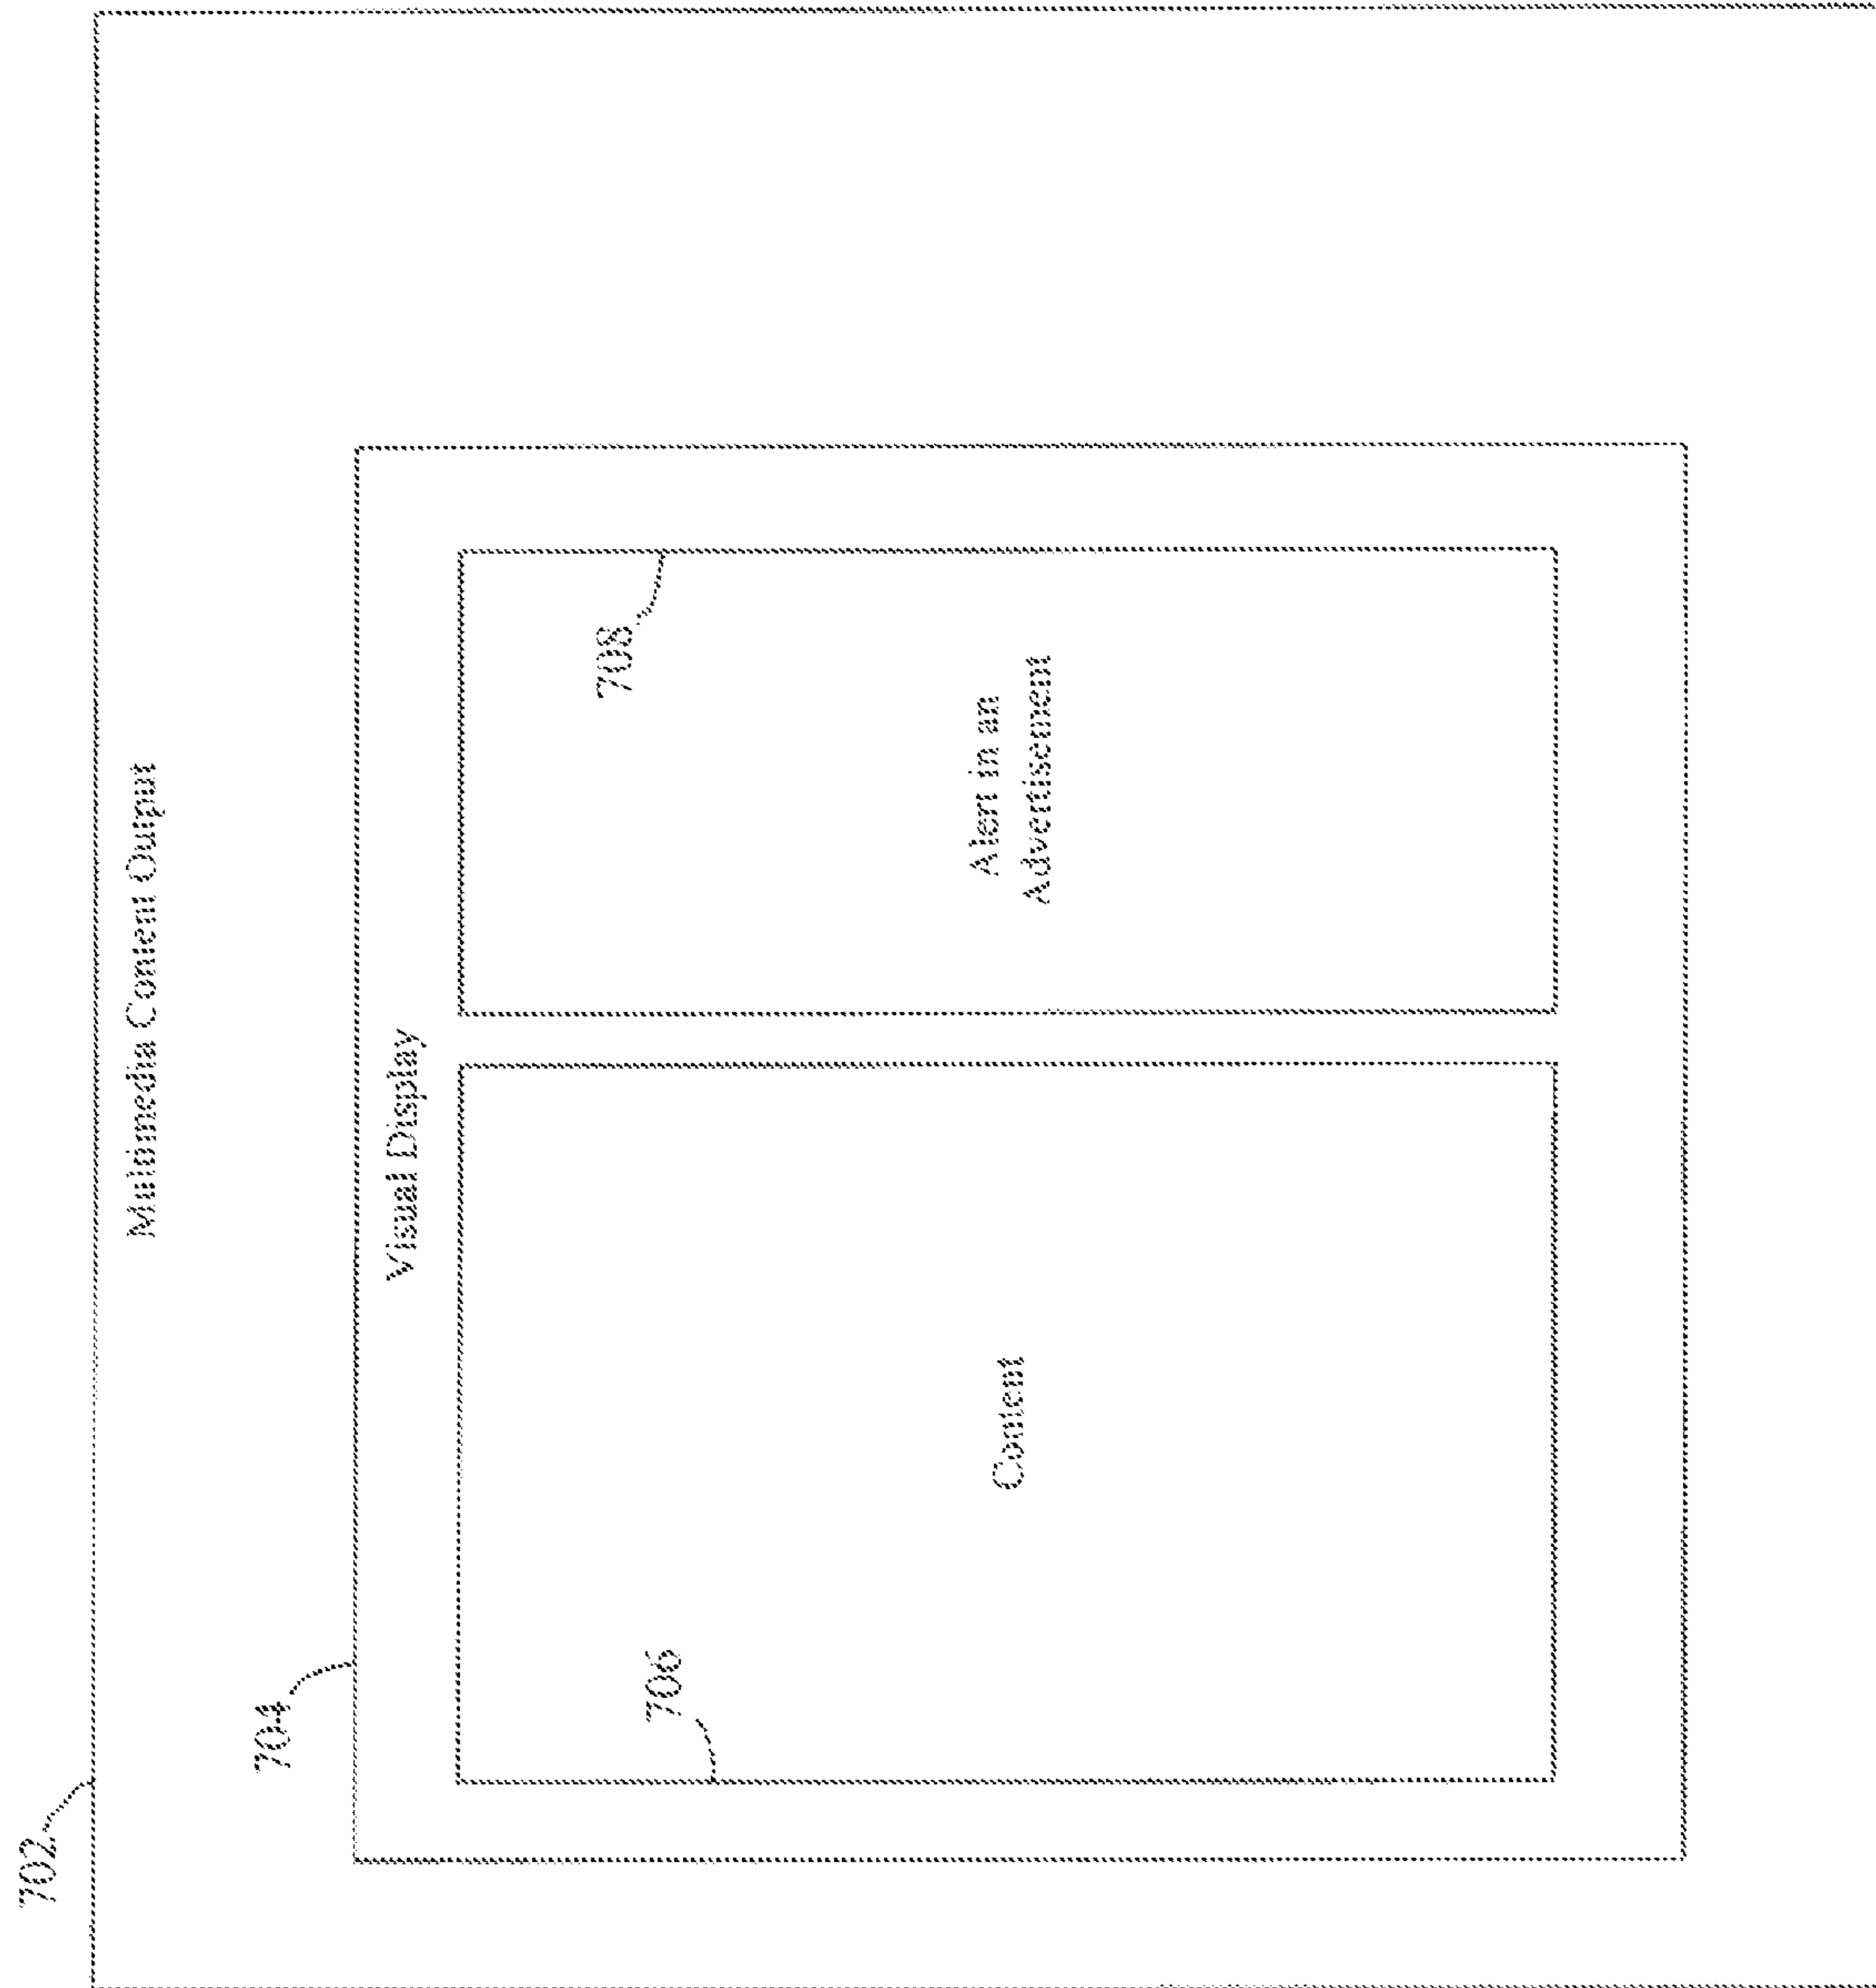 702
Multimedia Content Output
704
Visual Display
706
Content
708
Alert in an
Advertisement